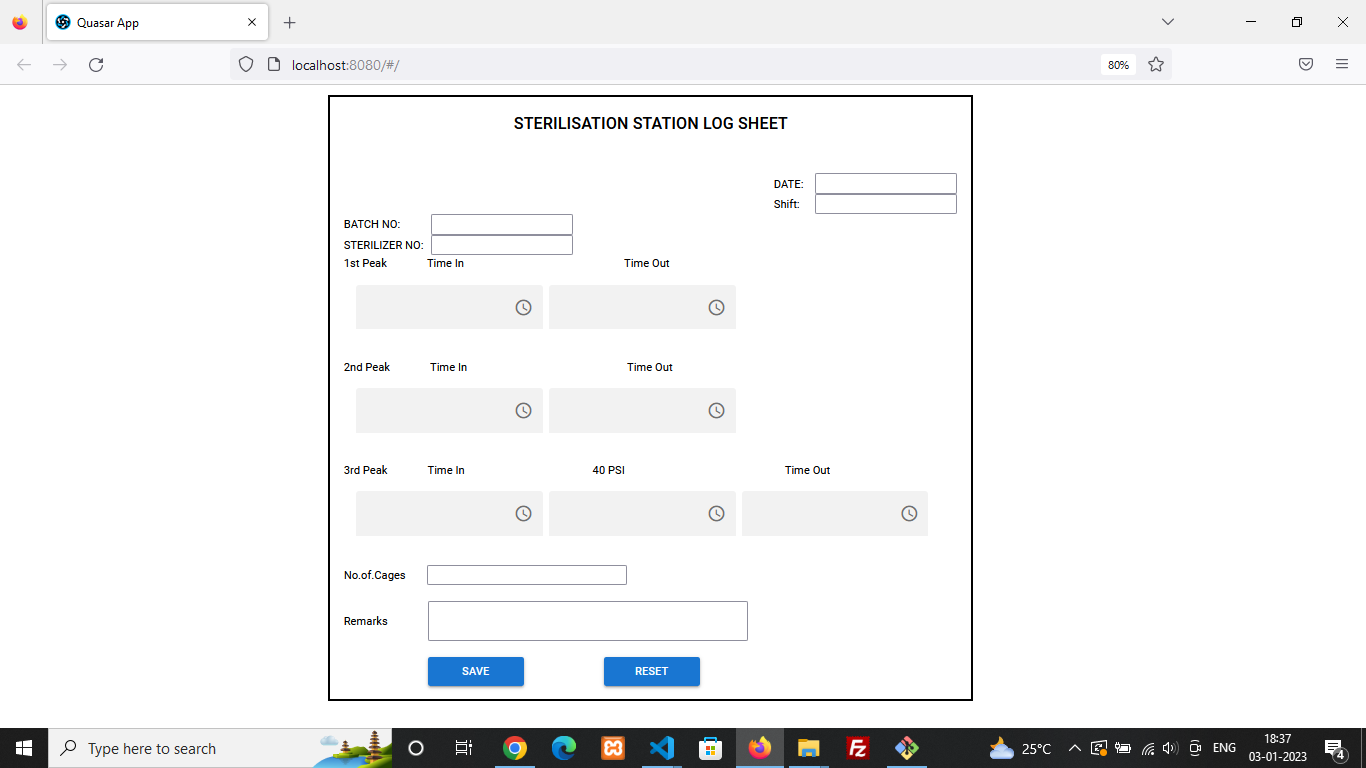 Quasar App
localhost:8080/#/
80%
STERILISATION STATION LOG SHEET
DATE:
Shift:
BATCH NO:
STERILIZER NO:
1st Peak Time In Time Out
2nd Peak Time In Time Out
3rd Peak Time In 40 PSI Time Out
No.of.Cages
Remarks
SAVE RESET
Type here to search
25°C
ENG
18:37
03-01-2023
4